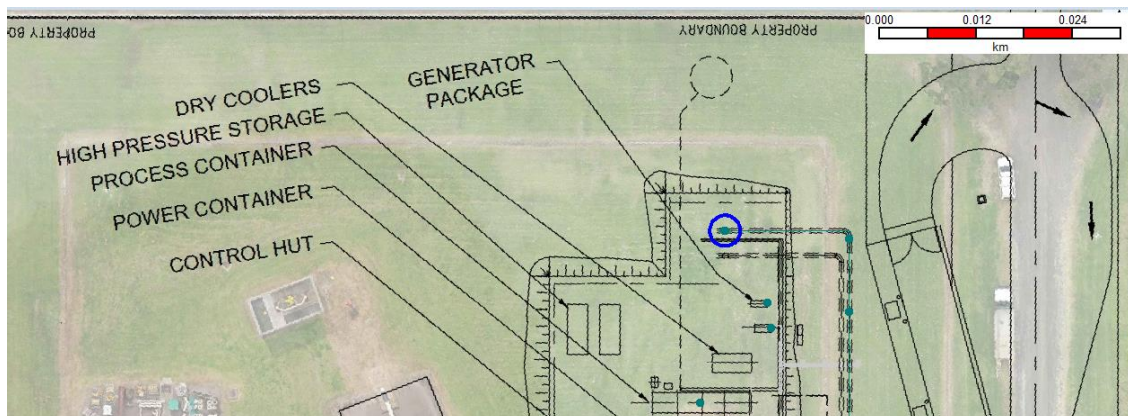 0.000 0.012 0.024
km
PROPERTY BO
PROPERTY BOUNDARY
GENERATOR
PACKAGE
DRY COOLERS
HIGH PRESSURE STORAGE
PROCESS CONTAINER
POWER CONTAINER
CONTROL HUT